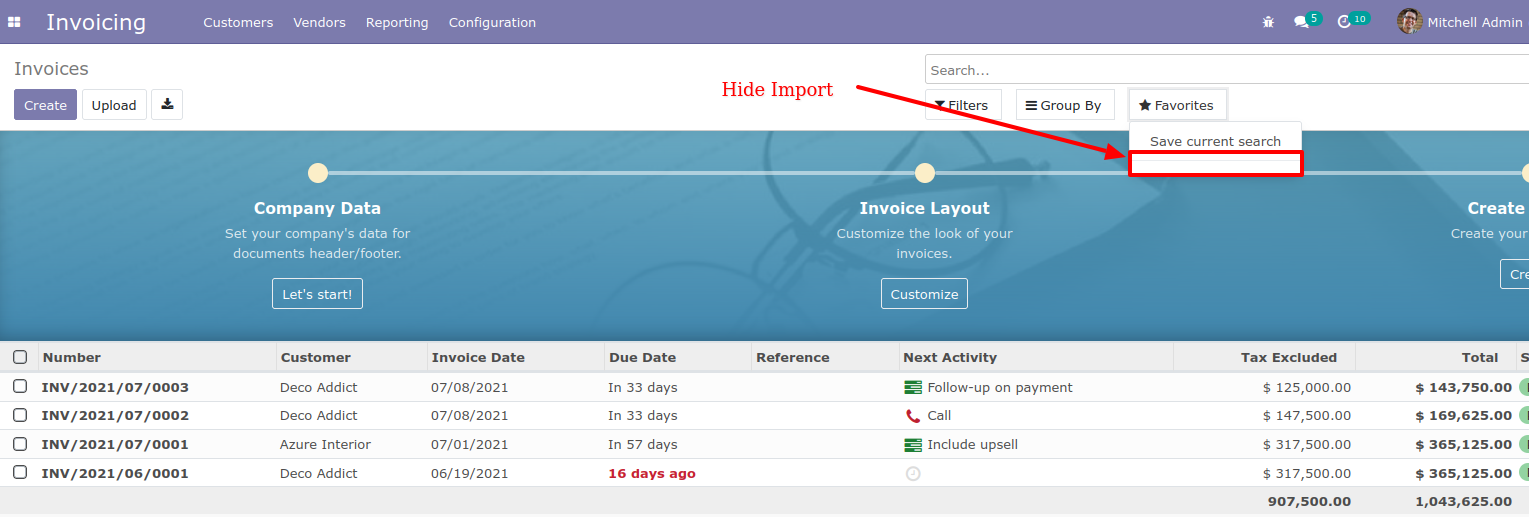 Invoicing Customers Vendors Reporting Configuration 5 10 Mitchell Admin
Invoices
Search...
Hide Import
Create Upload Filters Group By Favorites
Save current search
Company Data
Set your company's data for
documents header/footer.
Let's start!
Invoice Layout
Customize the look of your
invoices.
Customize
Create
Create your
Cre
Number Customer Invoice Date Due Date Reference Next Activity Tax Excluded Total S
INV/2021/07/0003 Deco Addict 07/08/2021 In 33 days Follow-up on payment $ 125,000.00 $ 143,750.00
INV/2021/07/0002 Deco Addict 07/08/2021 In 33 days Call $ 147,500.00 $ 169,625.00
INV/2021/07/0001 Azure Interior 07/01/2021 In 57 days Include upsell $ 317,500.00 $ 365,125.00
INV/2021/06/0001 Deco Addict 06/19/2021 16 days ago $ 317,500.00 $ 365,125.00
907,500.00 1,043,625.00